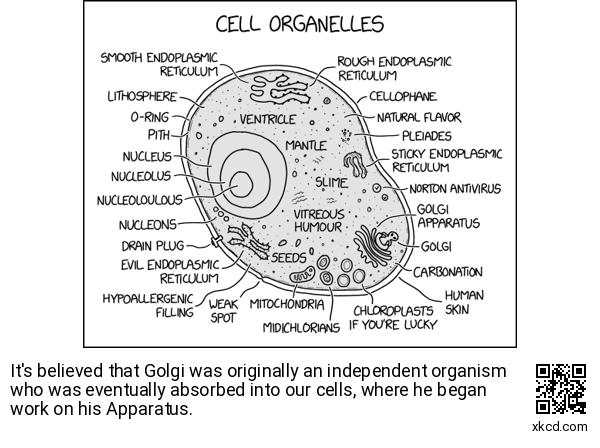 CELL ORGANELLES
SMOOTH ENDOPLASMIC
RETICULUM
ROUGH ENDOPLASMIC
RETICULUM
LITHOSPHERE
CELLOPHANE
O-RING
VENTRICLE
NATURAL FLAVOR
PITH
PLEIADES
MANTLE
NUCLEUS
STICKY ENDOPLASMIC
RETICULUM
NUCLEOLUS
SLIME
NORTON ANTIVIRUS
NUCLEOLOULOUS
VITREOUS
HUMOUR
GOLGI
APPARATUS
NUCLEONS
DRAIN PLUG
GOLGI
EVIL ENDOPLASMIC
RETICULUM
SEEDS
CARBONATION
HYPOALLERGENIC
FILLING
WEAK
SPOT
MITOCHONDRIA
MIDICHLORIANS
CHLOROPLASTS
IF YOU'RE LUCKY
HUMAN
SKIN
It's believed that Golgi was originally an independent organism
who was eventually absorbed into our cells, where he began
work on his Apparatus.
xkcd.com